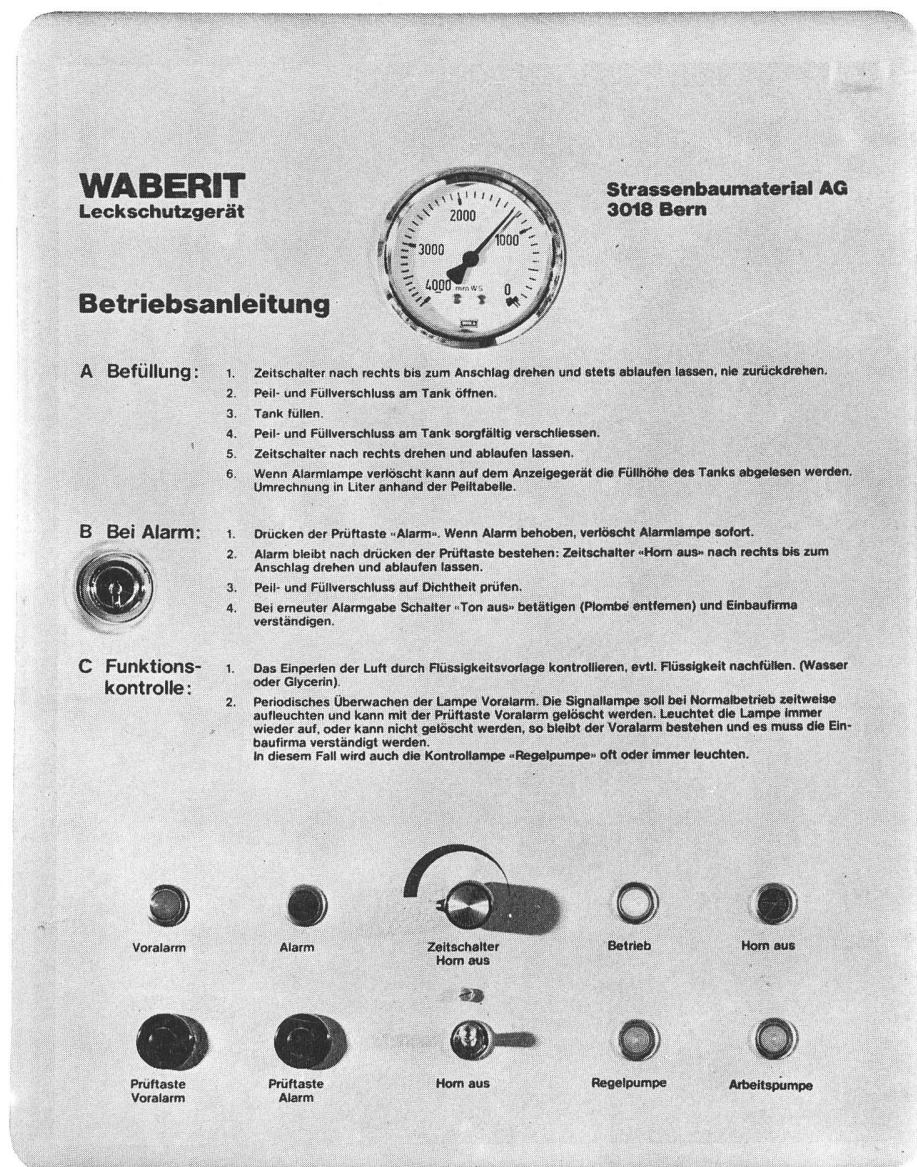 WABERIT
Leckschutzgerät
Strassenbaumaterial AG
3018 Bern
2000
3000
1000
4000
mm WS
0
Betriebsanleitung
A Befüllung:
1. Zeitschalter nach rechts bis zum Anschlag drehen und stets ablaufen lassen, nie zurückdrehen.
2. Peil- und Füllverschluss am Tank öffnen.
3. Tank füllen.
4. Peil- und Füllverschluss am Tank sorgfältig verschliessen.
5. Zeitschalter nach rechts drehen und ablaufen lassen.
6. Wenn Alarmlampe verlöscht kann auf dem Anzeigegerät die Füllhöhe des Tanks abgelesen werden.
Umrechnung in Liter anhand der Peiltabelle.
B Bei Alarm:
1. Drücken der Prüftaste «Alarm». Wenn Alarm behoben, verlöscht Alarmlampe sofort.
2. Alarm bleibt nach drücken der Prüftaste bestehen: Zeitschalter «Horn aus» nach rechts bis zum
Anschlag drehen und ablaufen lassen.
3. Peil- und Füllverschluss auf Dichtheit prüfen.
4. Bei erneuter Alarmgabe Schalter «Ton aus» betätigen (Plombe entfernen) und Einbaufirma
verständigen.
C Funktions-
kontrolle:
1. Das Einperlen der Luft durch Flüssigkeitsvorlage kontrollieren, evtl. Flüssigkeit nachfüllen. (Wasser
oder Glycerin).
2. Periodisches Überwachen der Lampe Voralarm. Die Signallampe soll bei Normalbetrieb zeitweise
aufleuchten und kann mit der Prüftaste Voralarm gelöscht werden. Leuchtet die Lampe immer
wieder auf, oder kann nicht gelöscht werden, so bleibt der Voralarm bestehen und es muss die Ein-
baufirma verständigt werden.
In diesem Fall wird auch die Kontrollampe «Regelpumpe» oft oder immer leuchten.
Voralarm
Alarm
Zeitschalter
Horn aus
Betrieb
Horn aus
Prüftaste
Voralarm
Prüftaste
Alarm
Horn aus
Regelpumpe
Arbeitspumpe